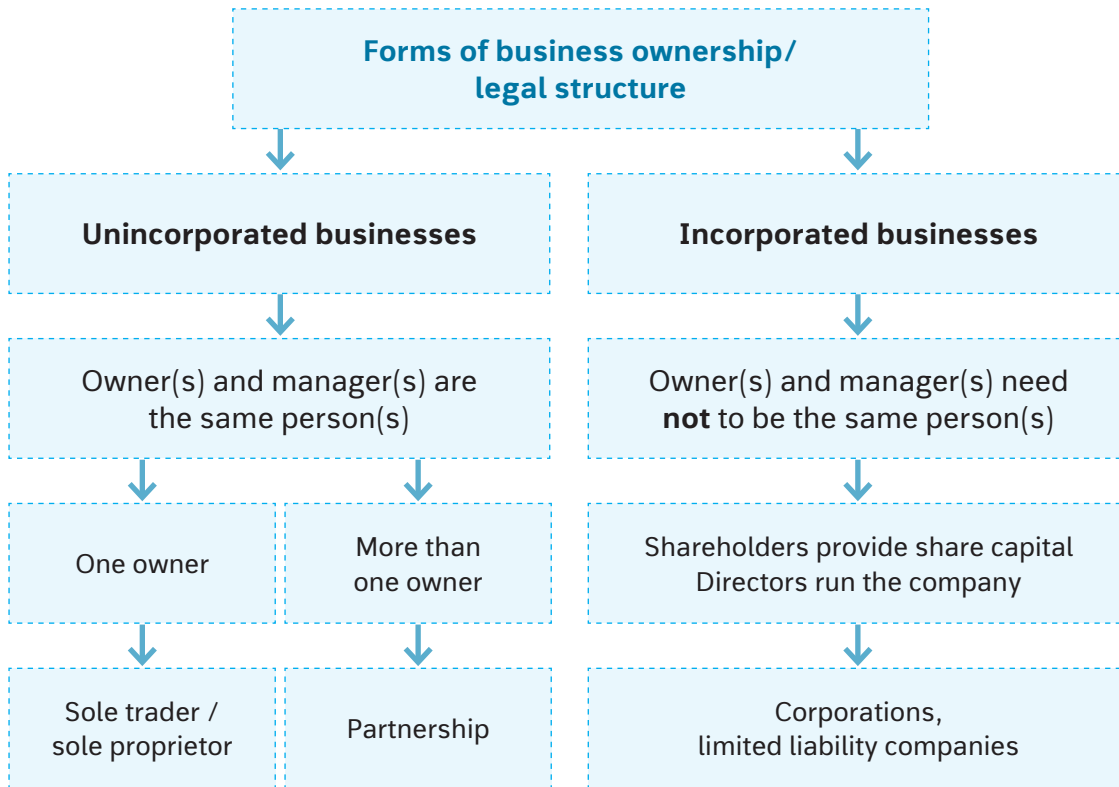 Forms of business ownership/
legal structure
Unincorporated businesses
Incorporated businesses
Owner(s) and manager(s) are
the same person(s)
Owner(s) and manager(s) need
not to be the same person(s)
One owner
More than
one owner
Shareholders provide share capital
Directors run the company
Sole trader /
sole proprietor
Partnership
Corporations,
limited liability companies